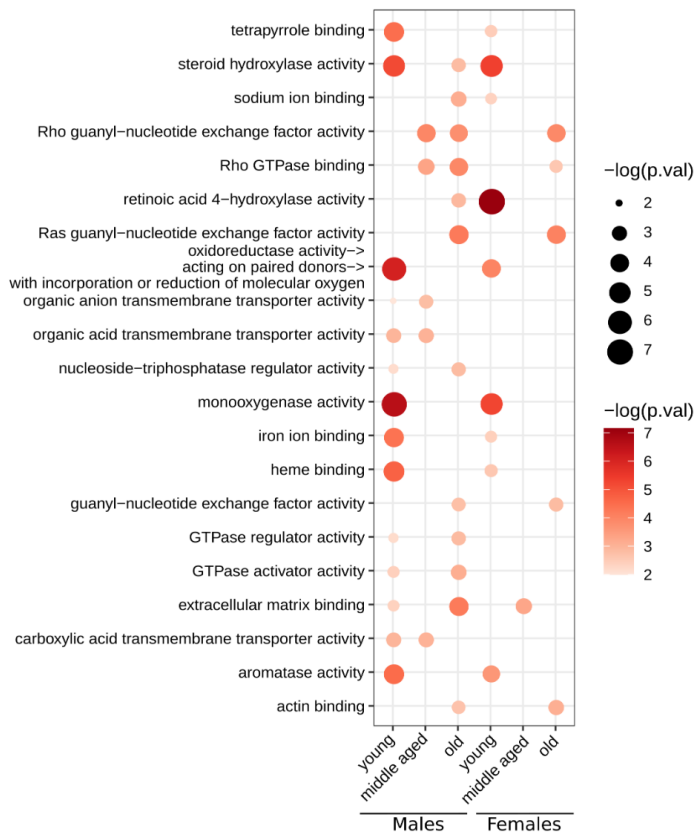 tetrapyrrole binding
steroid hydroxylase activity
sodium ion binding
Rho guanyl−nucleotide exchange factor activity
Rho GTPase binding
retinoic acid 4−hydroxylase activity
Ras guanyl−nucleotide exchange factor activity
oxidoreductase activity−>
acting on paired donors−>
with incorporation or reduction of molecular oxygen
organic anion transmembrane transporter activity
organic acid transmembrane transporter activity
nucleoside−triphosphatase regulator activity
monooxygenase activity
iron ion binding
heme binding
guanyl−nucleotide exchange factor activity
GTPase regulator activity
GTPase activator activity
extracellular matrix binding
carboxylic acid transmembrane transporter activity
aromatase activity
actin binding
young
middle aged
old
young
middle aged
old
Males
Females
−log(p.val)
2
3
4
5
6
7
−log(p.val)
7
6
5
4
3
2